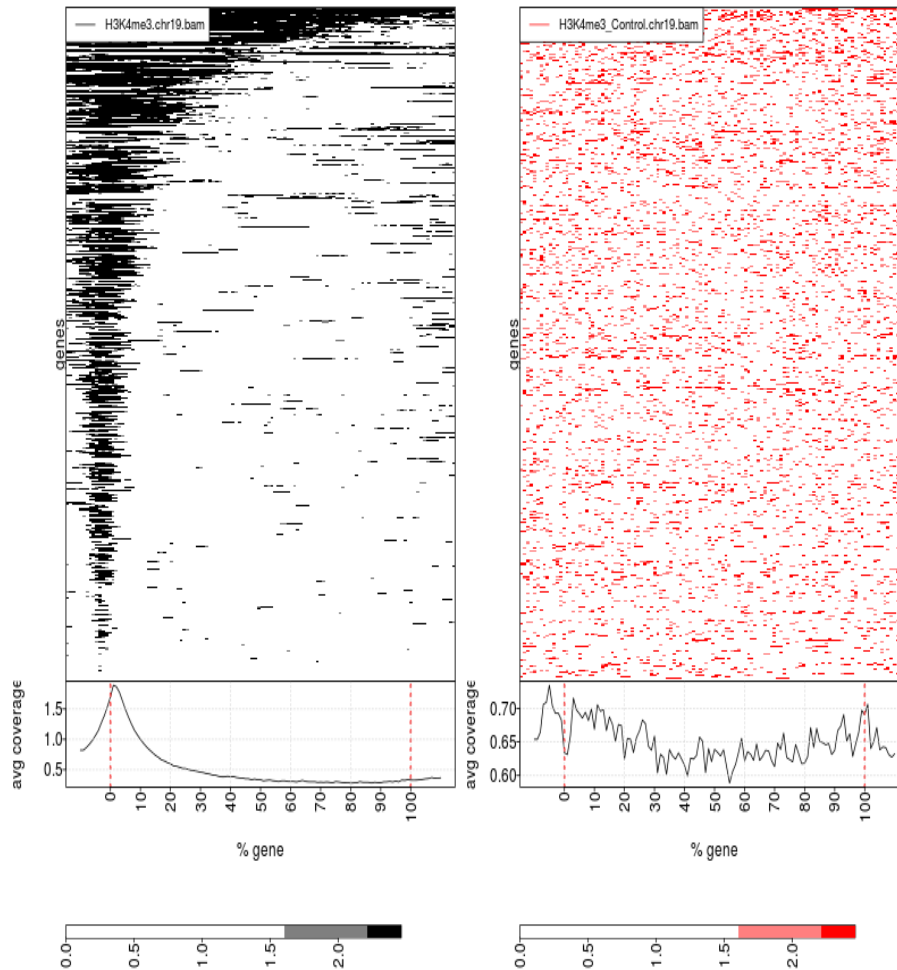 H3K4me3.chr19.bam
genes
avg coverage
1.5
1.0
0.5
0 10 20 30 40 50 60 70 80 90 100
% gene
0.0 0.5 1.0 1.5 2.0
H3K4me3_Control.chr19.bam
genes
avg coverage
0.70
0.65
0.60
0 10 20 30 40 50 60 70 80 90 100
% gene
0.0 0.5 1.0 1.5 2.0